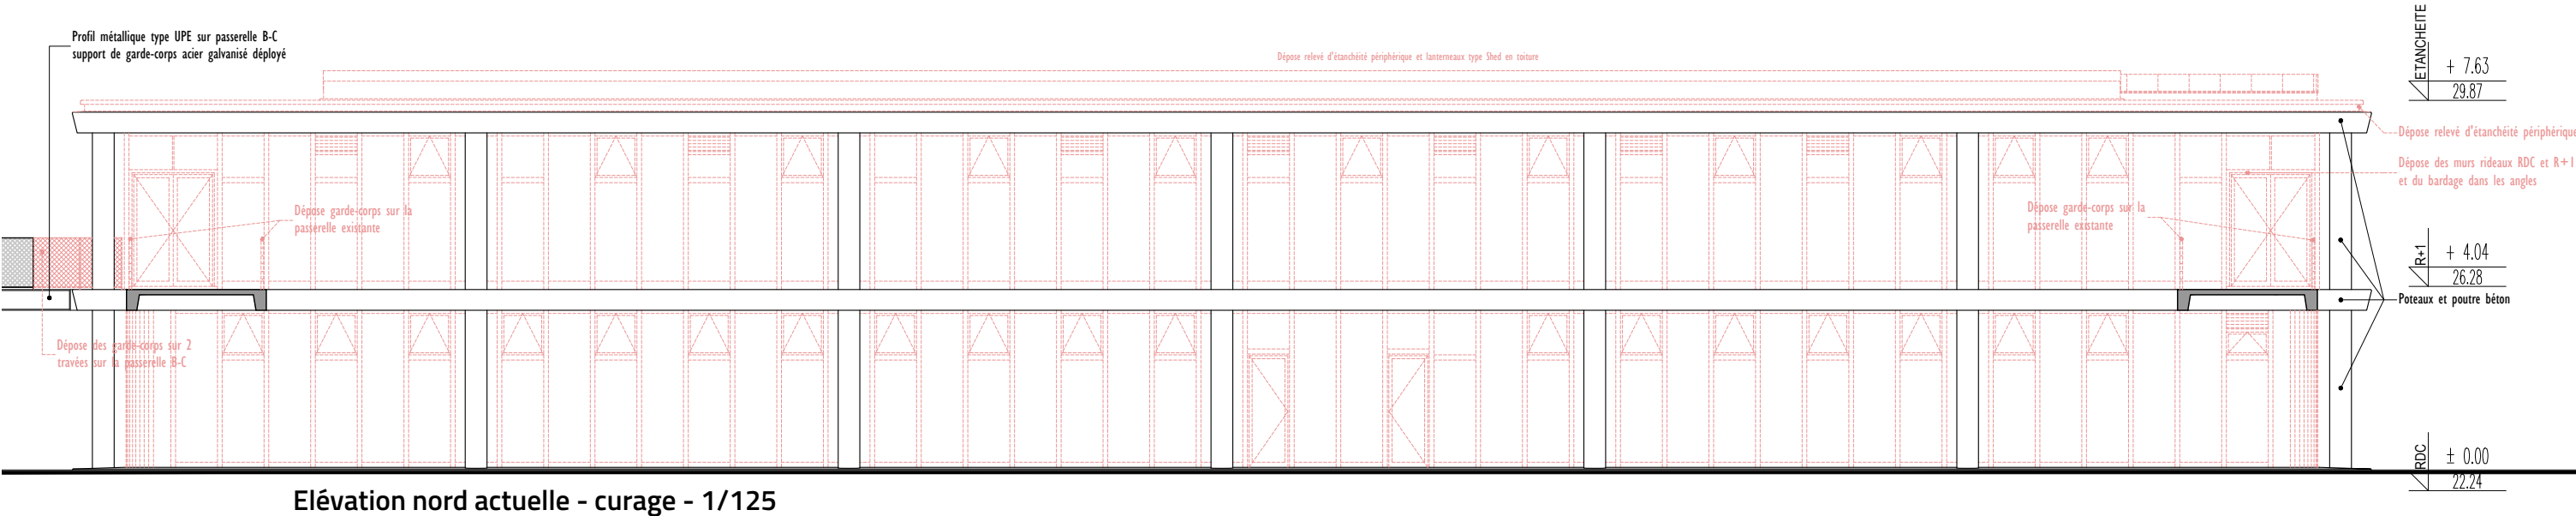 Profil métallique type UPE sur passerelle B-C
support de garde-corps acier galvanisé déployé
Dépose relevé d'étanchéité périphérique et lanterneaux type Shed en toiture
ETANCHEITE
+ 7.63
29.87
Dépose relevé d'étanchéité périphérique
Dépose des murs rideaux RDC et R+1
et du bardage dans les angles
Dépose garde-corps sur la
passerelle existante
Dépose garde-corps sur la
passerelle existante
R+1
+ 4.04
26.28
Poteaux et poutre béton
Dépose des garde-corps sur 2
travées sur la passerelle B-C
RDC
± 0.00
22.24
Elévation nord actuelle - curage - 1/125